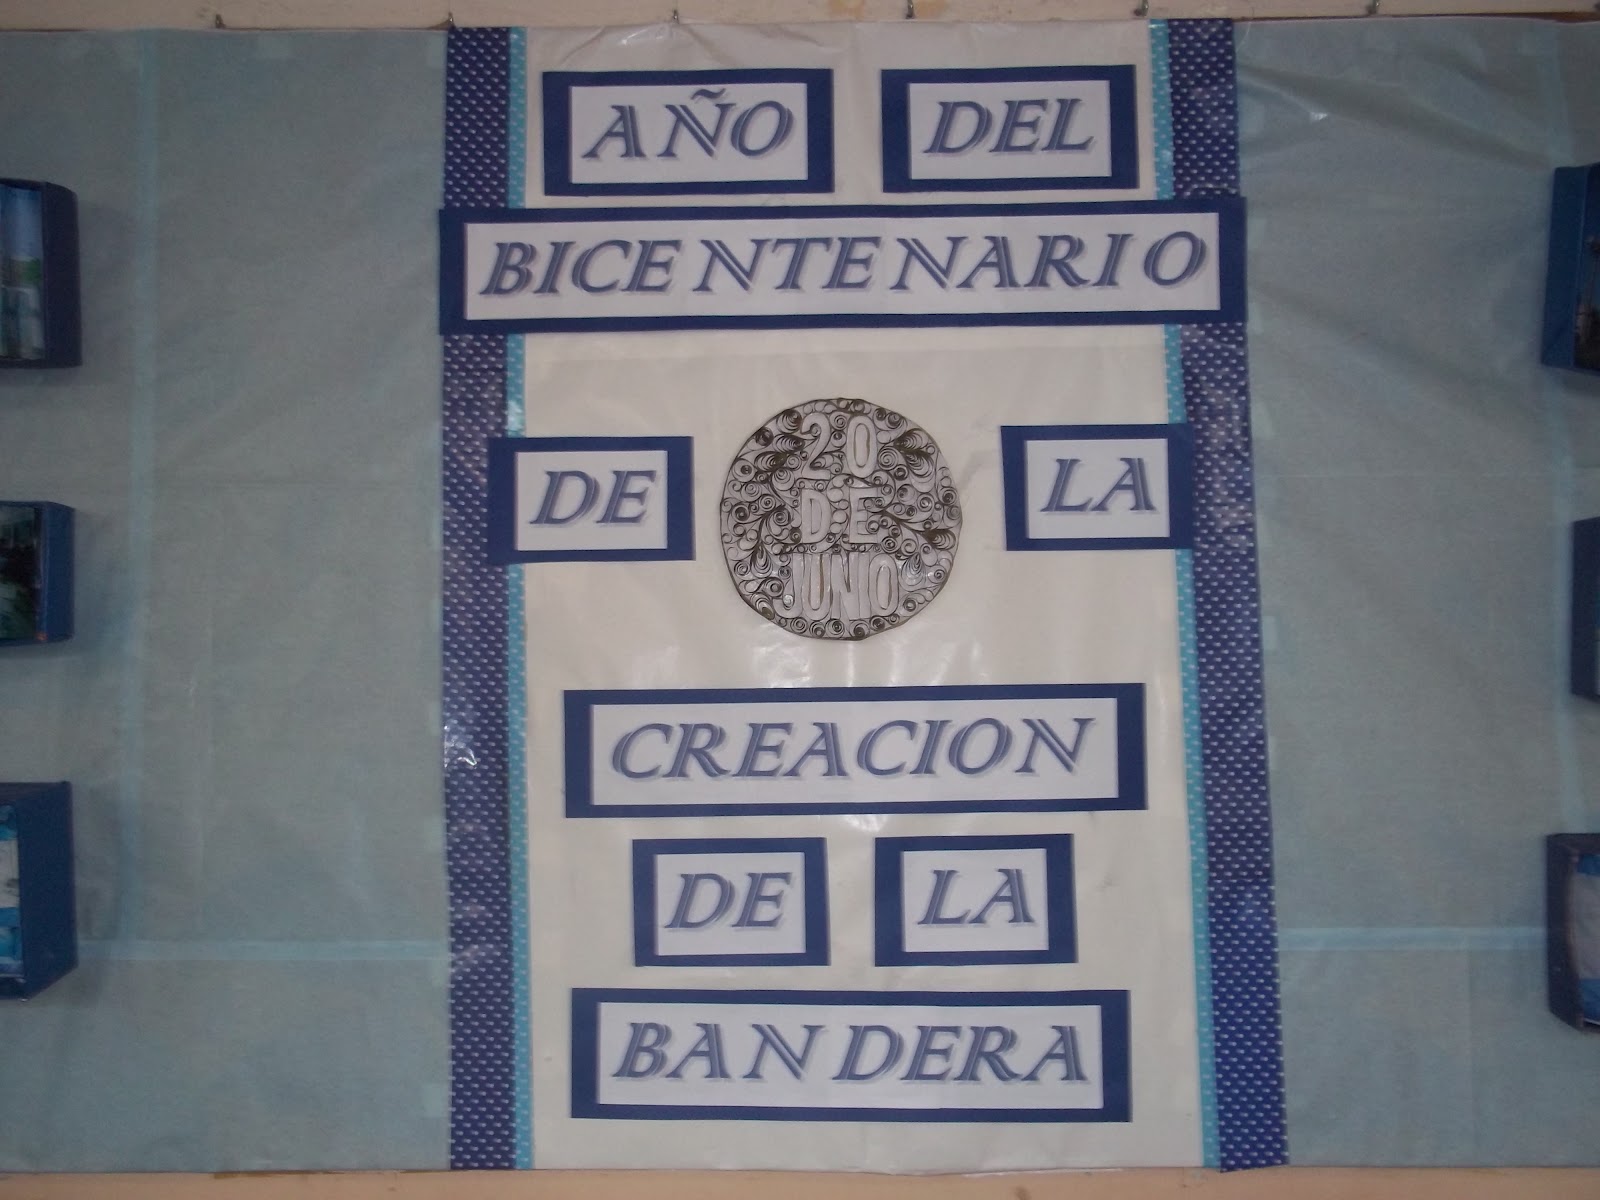 AÑO DEL
BICENTENARIO
DE LA
20
DE
JUNIO
CREACION
DE LA
BANDERA